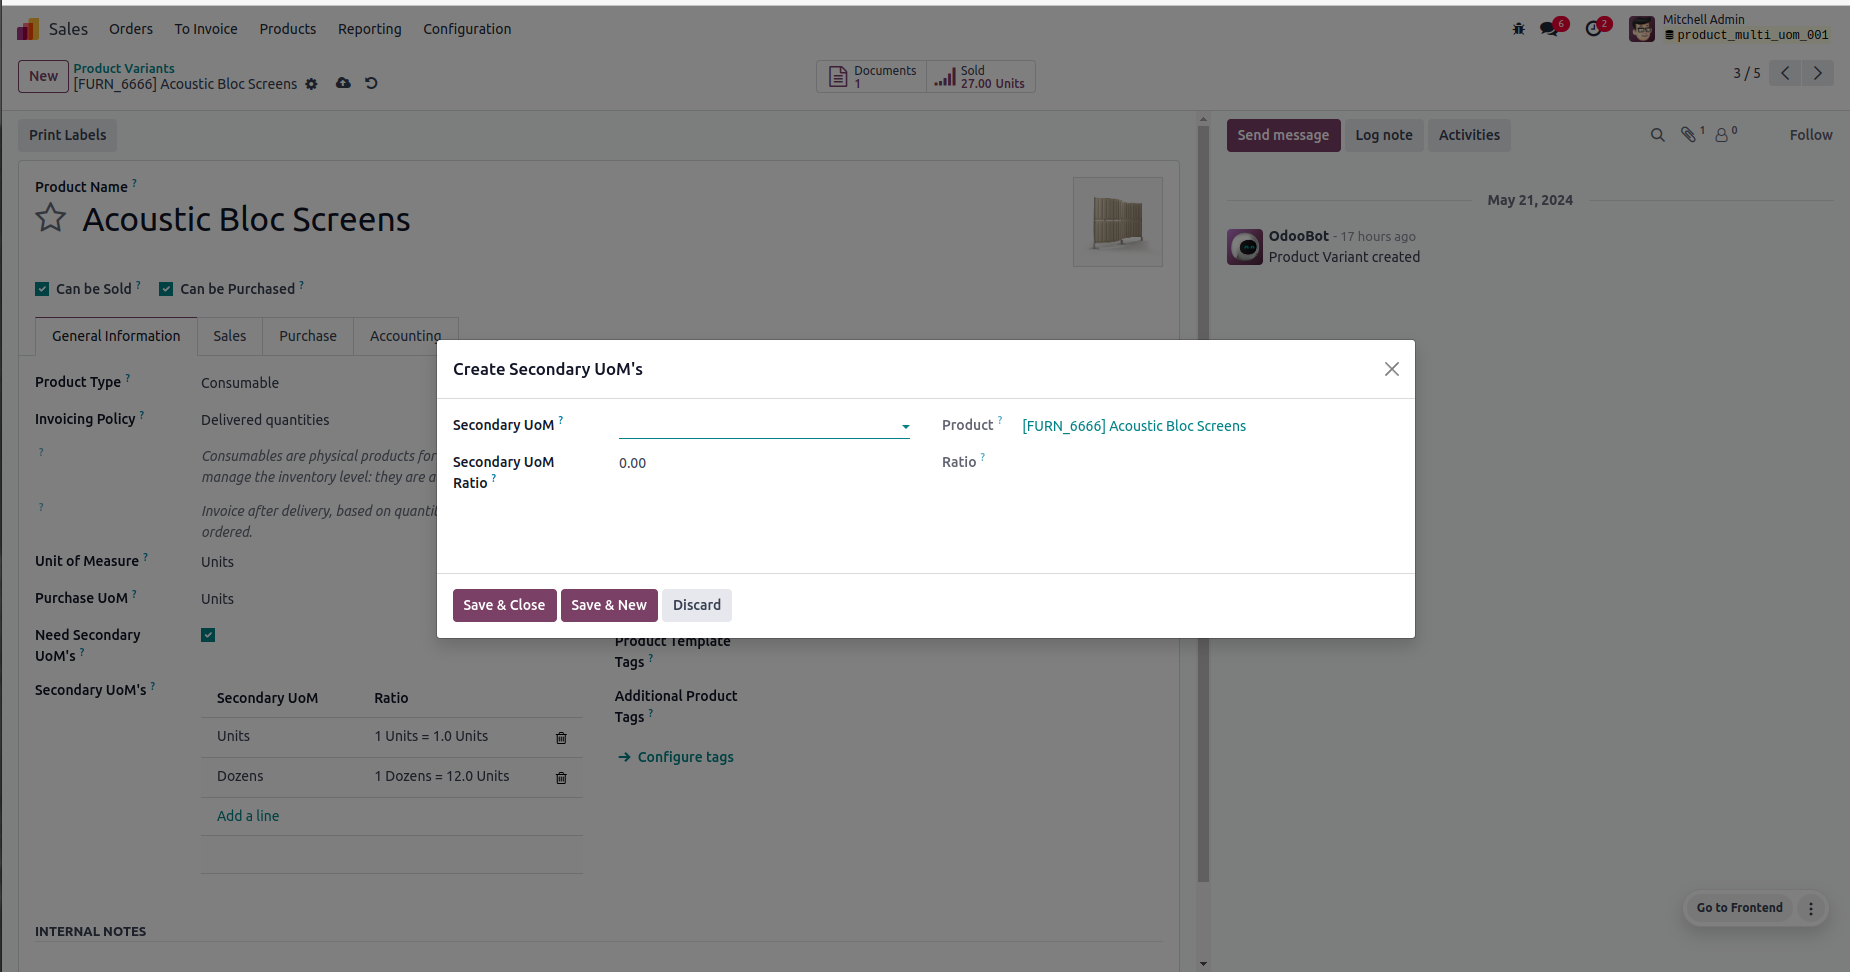 Sales Orders To Invoice Products Reporting Configuration 6 2 Mitchell Admin
product_multi_uom_001
New Product Variants
[FURN_6666] Acoustic Bloc Screens
Documents
1
Sold
27.00 Units
3 / 5
Print Labels
Send message Log note Activities 1 0 Follow
Product Name ?
Acoustic Bloc Screens
Can be Sold ? Can be Purchased ?
General Information Sales Purchase Accounting
Product Type ? Consumable
Invoicing Policy ? Delivered quantities
? Consumables are physical products for
manage the inventory level: they are a
? Invoice after delivery, based on quanti
ordered.
Unit of Measure ? Units
Purchase UoM ? Units
Need Secondary
UoM's ?
Secondary UoM's ?
Secondary UoM Ratio
Units 1 Units = 1.0 Units
Dozens 1 Dozens = 12.0 Units
Add a line
Product Template
Tags ?
Additional Product
Tags ?
Configure tags
INTERNAL NOTES
Create Secondary UoM's
Secondary UoM ?
Product ? [FURN_6666] Acoustic Bloc Screens
Secondary UoM
Ratio ?
0.00
Ratio ?
Save & Close Save & New Discard
May 21, 2024
OdooBot - 17 hours ago
Product Variant created
Go to Frontend